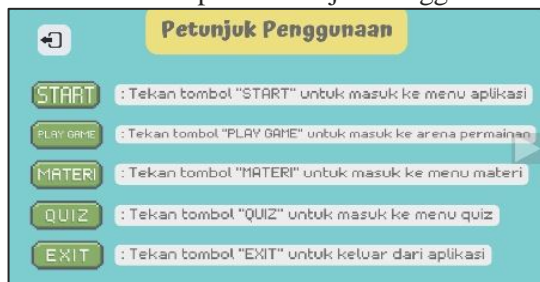 Petunjuk Penggunaan
START : Tekan tombol "START" untuk masuk ke menu aplikasi
PLAY GAME : Tekan tombol "PLAY GAME" untuk masuk ke arena permainan
MATERI : Tekan tombol "MATERI" untuk masuk ke menu materi
QUIZ : Tekan tombol "QUIZ" untuk masuk ke menu quiz
EXIT : Tekan tombol "EXIT" untuk keluar dari aplikasi